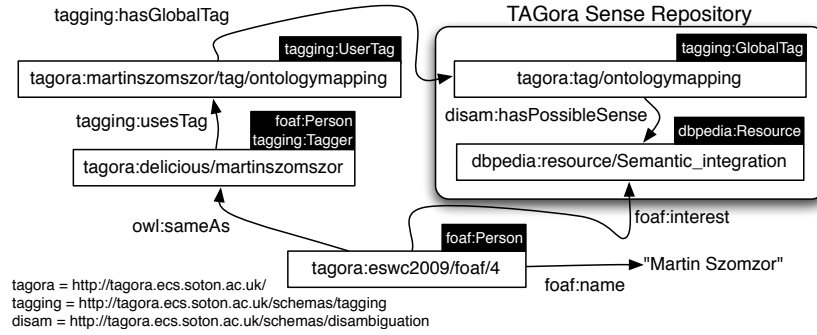 tagging:hasGlobalTag
TAGora Sense Repository
tagging:UserTag
tagora:martinszomszor/tag/ontologymapping
tagging:GlobalTag
tagora:tag/ontologymapping
tagging:usesTag
disam:hasPossibleSense
foaf:Person
tagging:Tagger
tagora:delicious/martinszomszor
dbpedia:Resource
dbpedia:resource/Semantic_integration
owl:sameAs
foaf:interest
foaf:Person
tagora:eswc2009/foaf/4
"Martin Szomzor"
foaf:name
tagora = http://tagora.ecs.soton.ac.uk/
tagging = http://tagora.ecs.soton.ac.uk/schemas/tagging
disam = http://tagora.ecs.soton.ac.uk/schemas/disambiguation